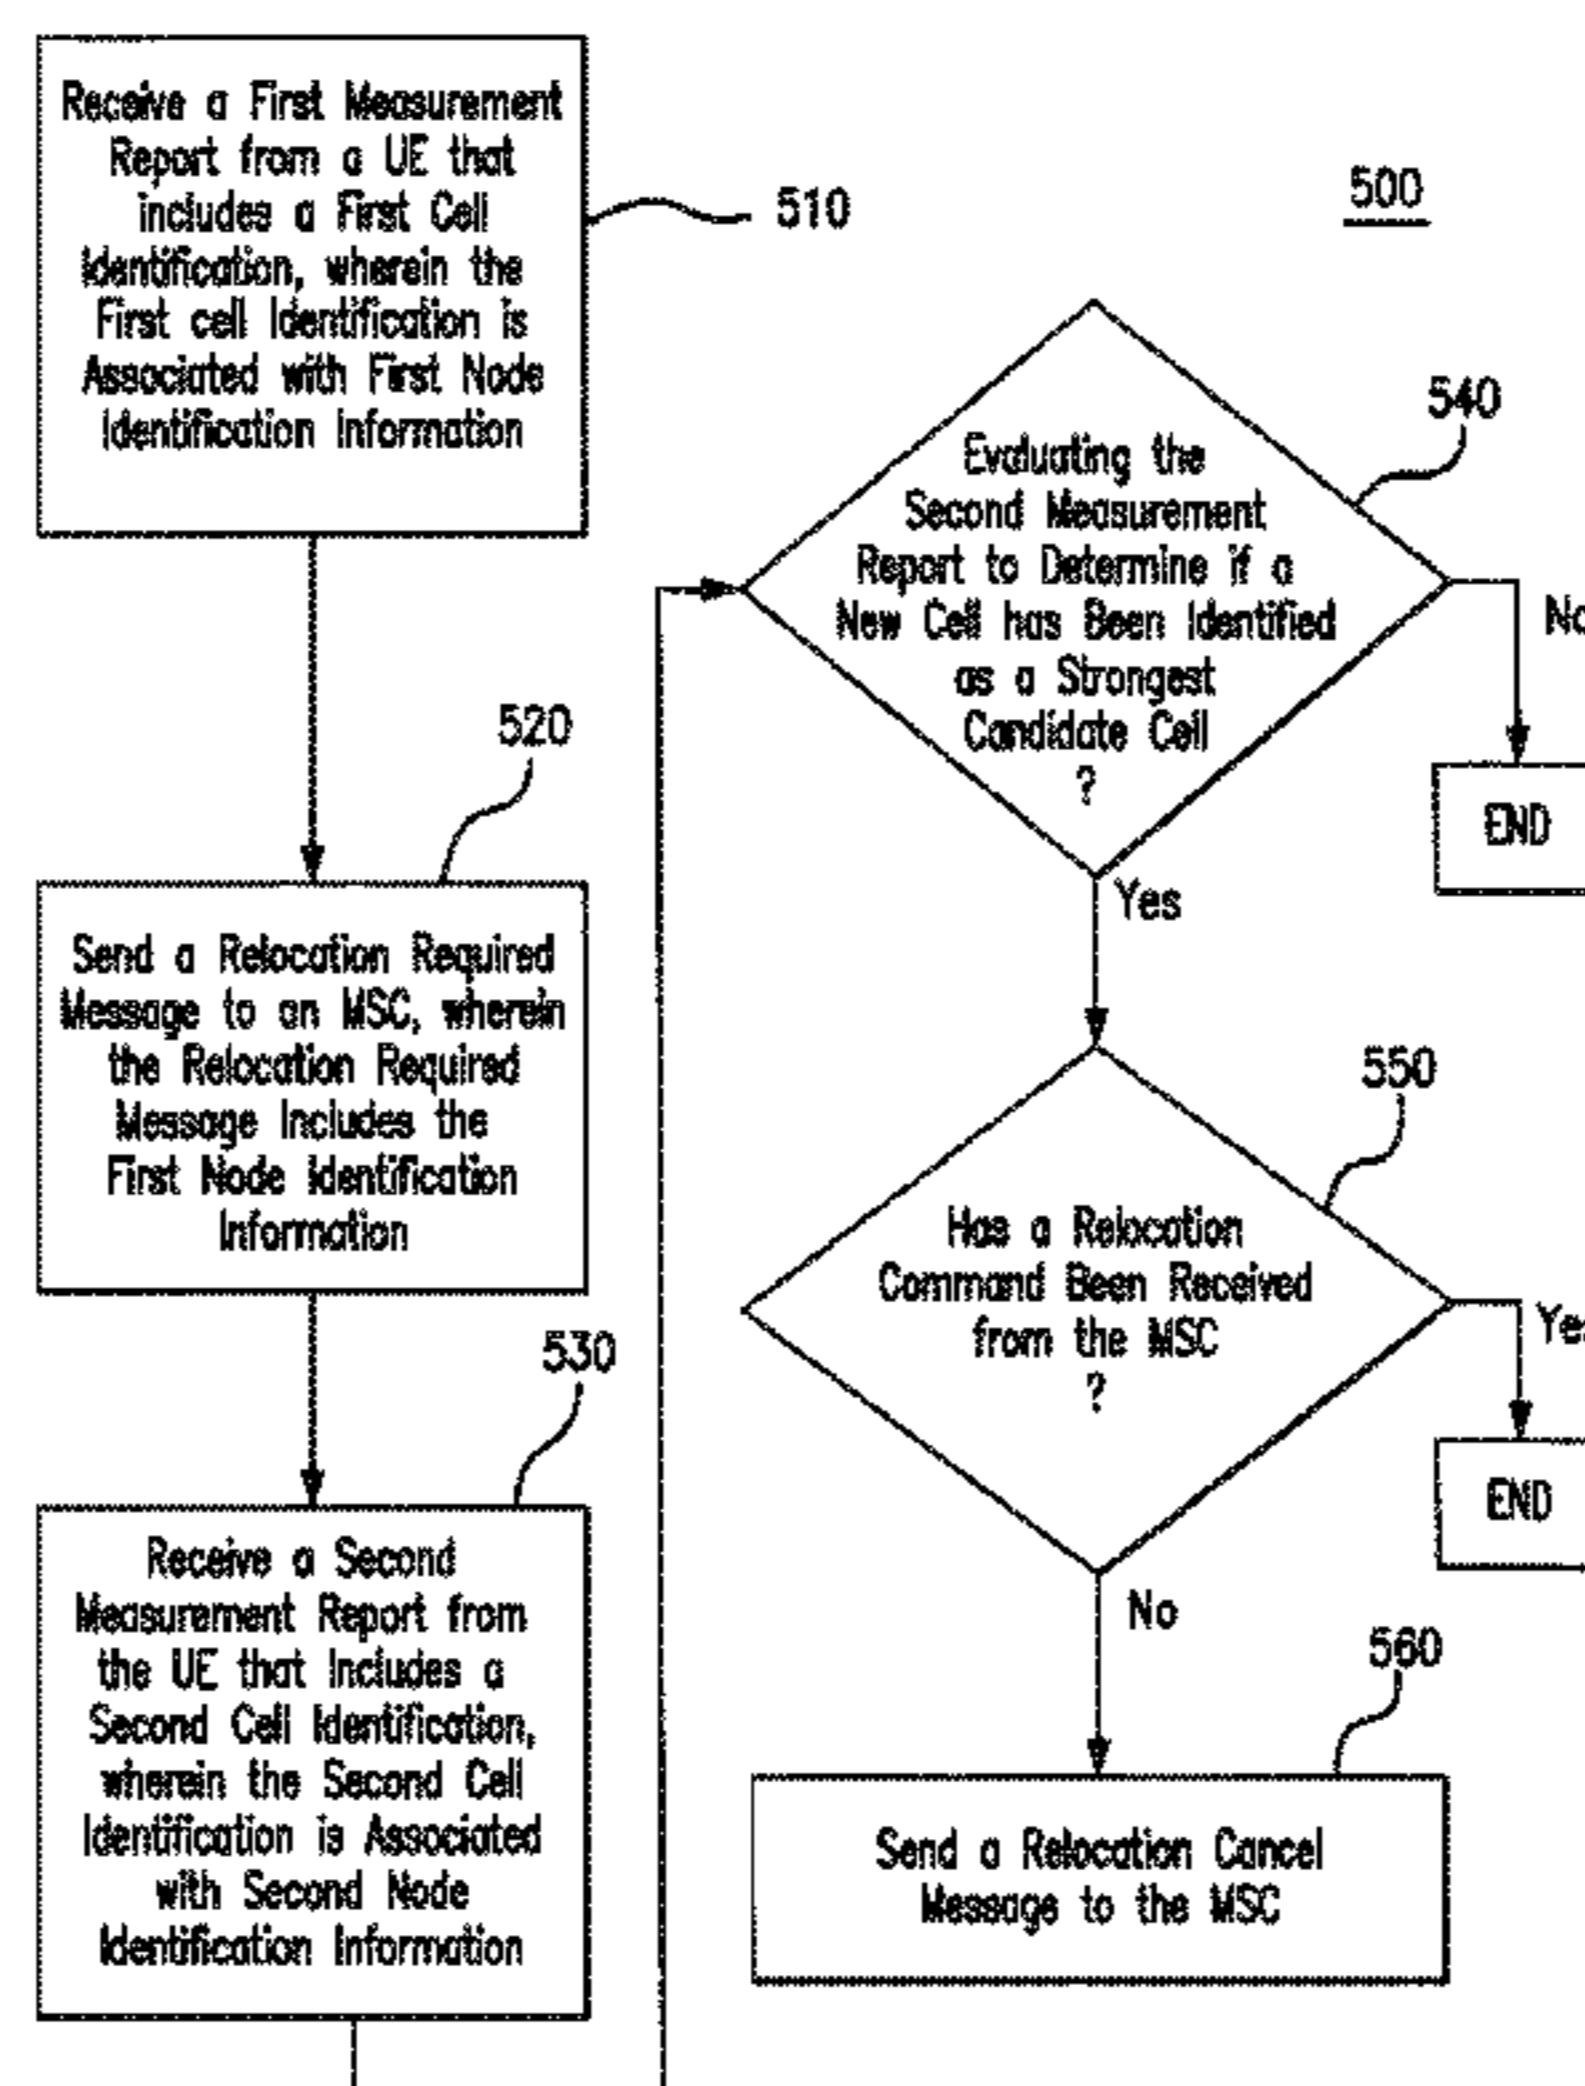 Receive a First Measurement
Report from a UE that
includes a First Cell
Identification, wherein the
First cell Identification is
Associated with First Node
Identification Information
510
520
Send a Relocation Required
Message to an MSC, wherein
the Relocation Required
Message Includes the
First Node Identification
Information
530
Receive a Second
Measurement Report from
the UE that Includes a
Second Cell Identification,
wherein the Second Cell
Identification is Associated
with Second Node
Identification Information
500
540
Evaluating the
Second Measurement
Report to Determine if a
New Cell has Been Identified
as a Strongest
Candidate Cell
?
No
END
Yes
550
Has a Relocation
Command Been Received
from the MSC
?
Yes
END
No
560
Send a Relocation Cancel
Message to the MSC